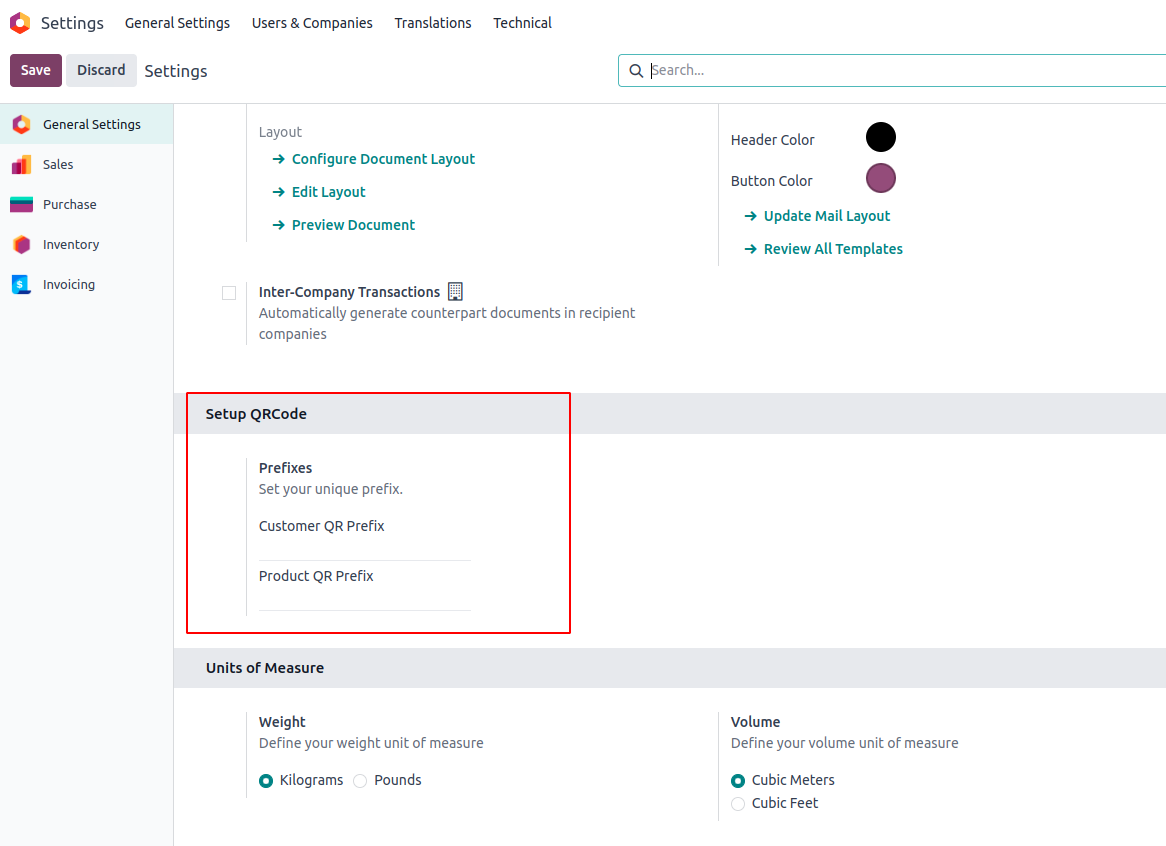 Settings General Settings Users & Companies Translations Technical
Save Discard Settings Search...
General Settings
Sales
Purchase
Inventory
Invoicing
Layout
Configure Document Layout
Edit Layout
Preview Document
Header Color
Button Color
Update Mail Layout
Review All Templates
Inter-Company Transactions
Automatically generate counterpart documents in recipient
companies
Setup QRCode
Prefixes
Set your unique prefix.
Customer QR Prefix
Product QR Prefix
Units of Measure
Weight
Define your weight unit of measure
Kilograms Pounds
Volume
Define your volume unit of measure
Cubic Meters
Cubic Feet